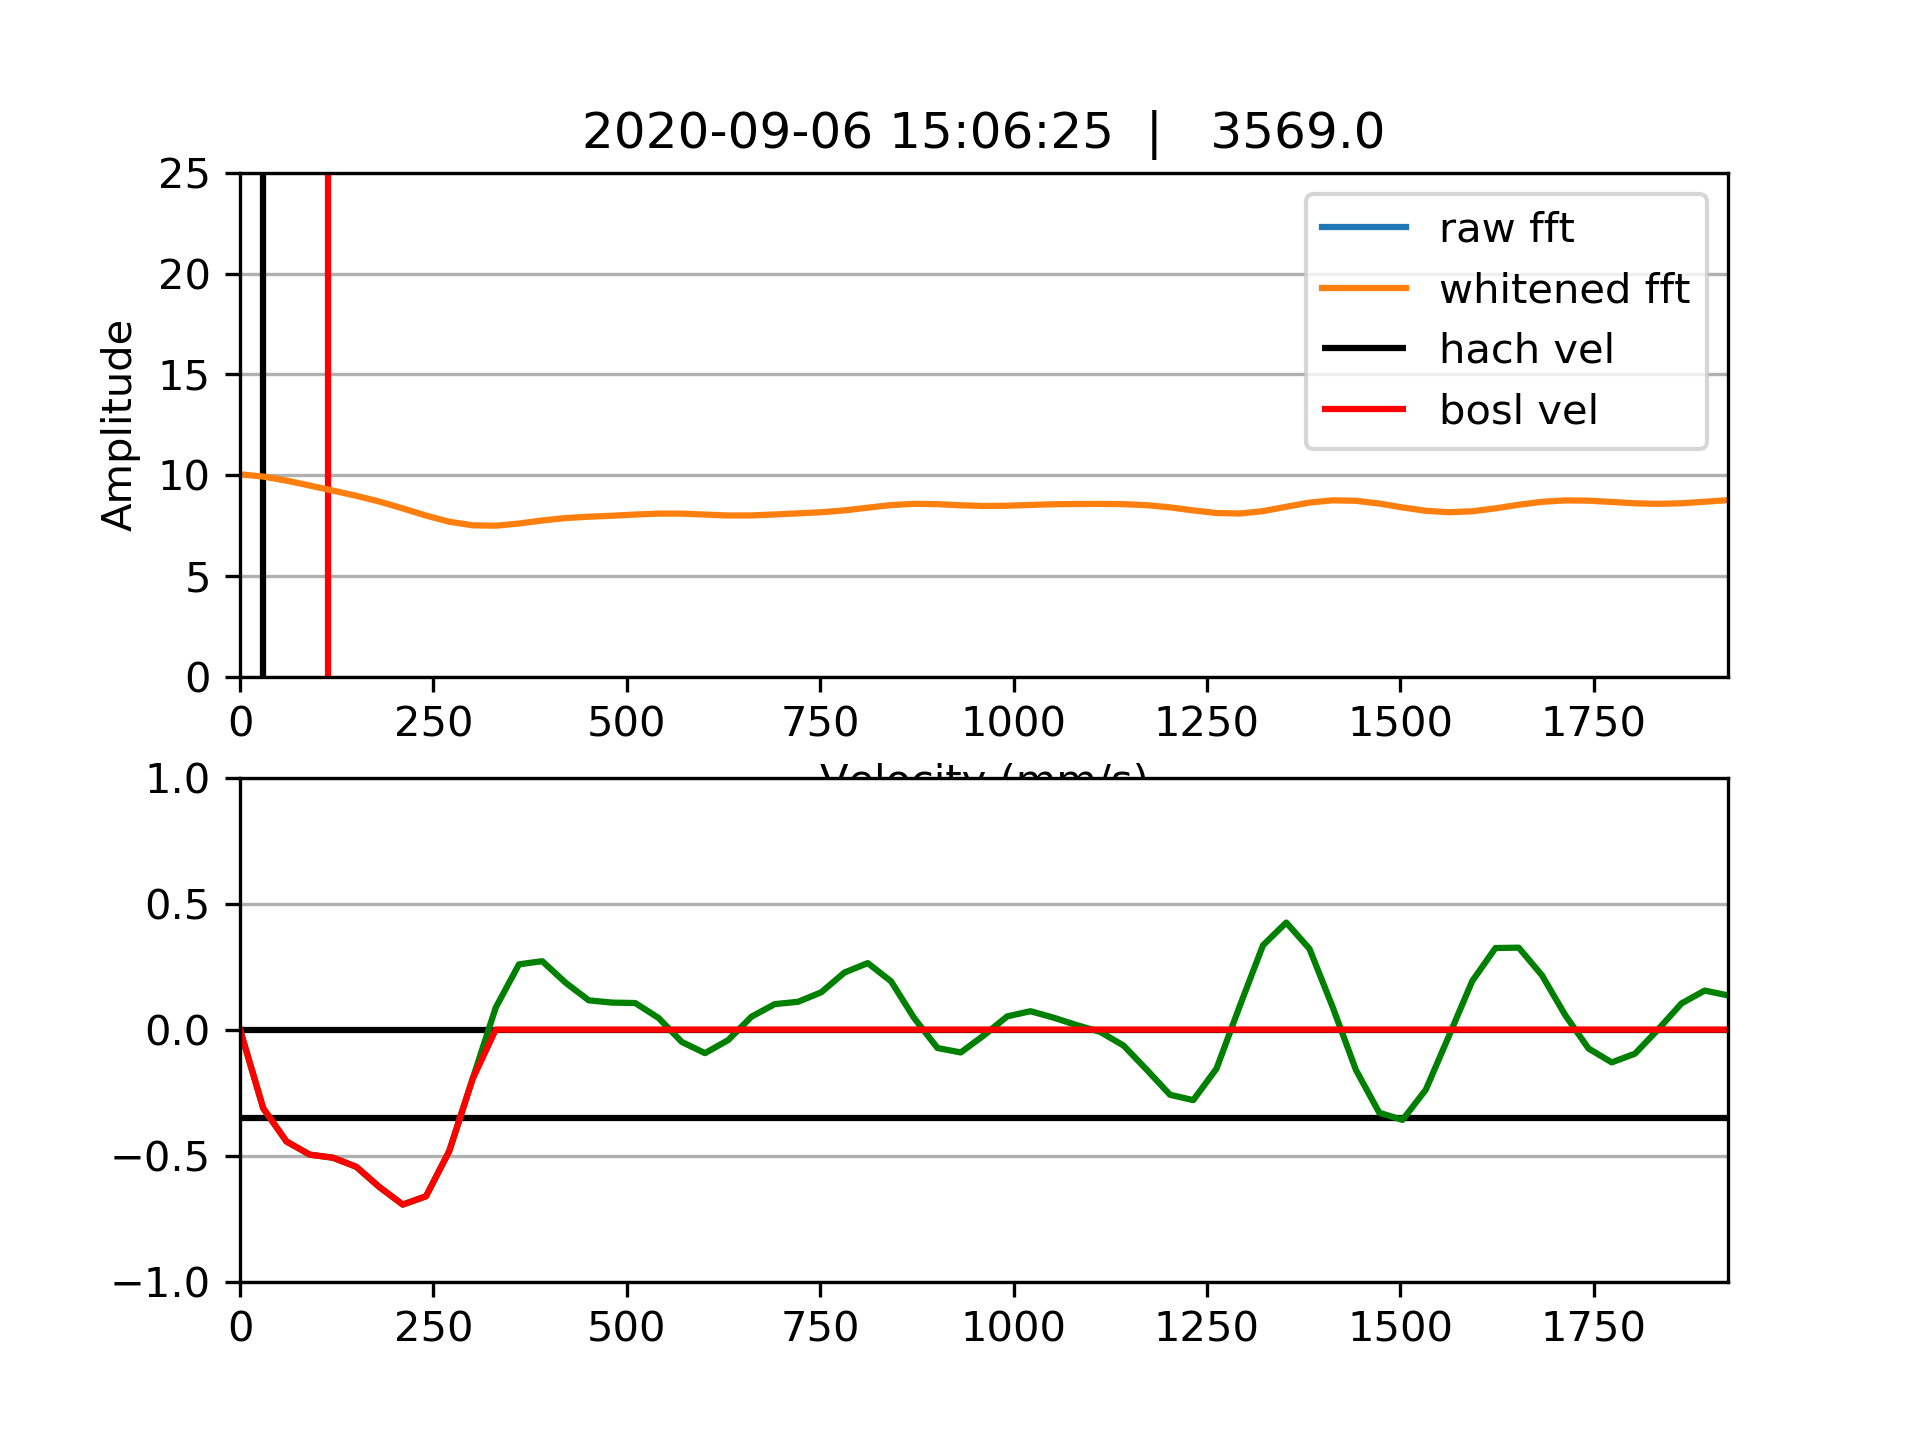 2020-09-06 15:06:25 | 3569.0
25
20
15
10
5
0
Amplitude
raw fft
whitened fft
hach vel
bosl vel
0 250 500 750 1000 1250 1500 1750
Velocity (mm/s)
1.0
0.5
0.0
−0.5
−1.0
0 250 500 750 1000 1250 1500 1750